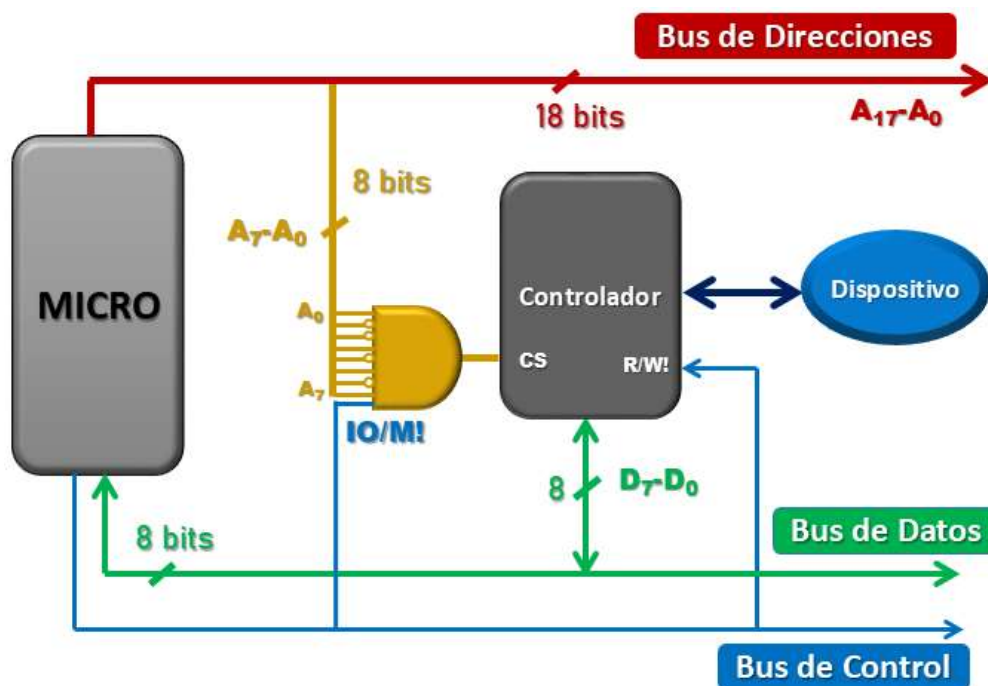 Bus de Direcciones
18 bits
A₁₇-A₀
8 bits
A₇-A₀
MICRO
Controlador
Dispositivo
A₀
CS
R/W!
A₇
IO/M!
8
D₇-D₀
8 bits
Bus de Datos
Bus de Control